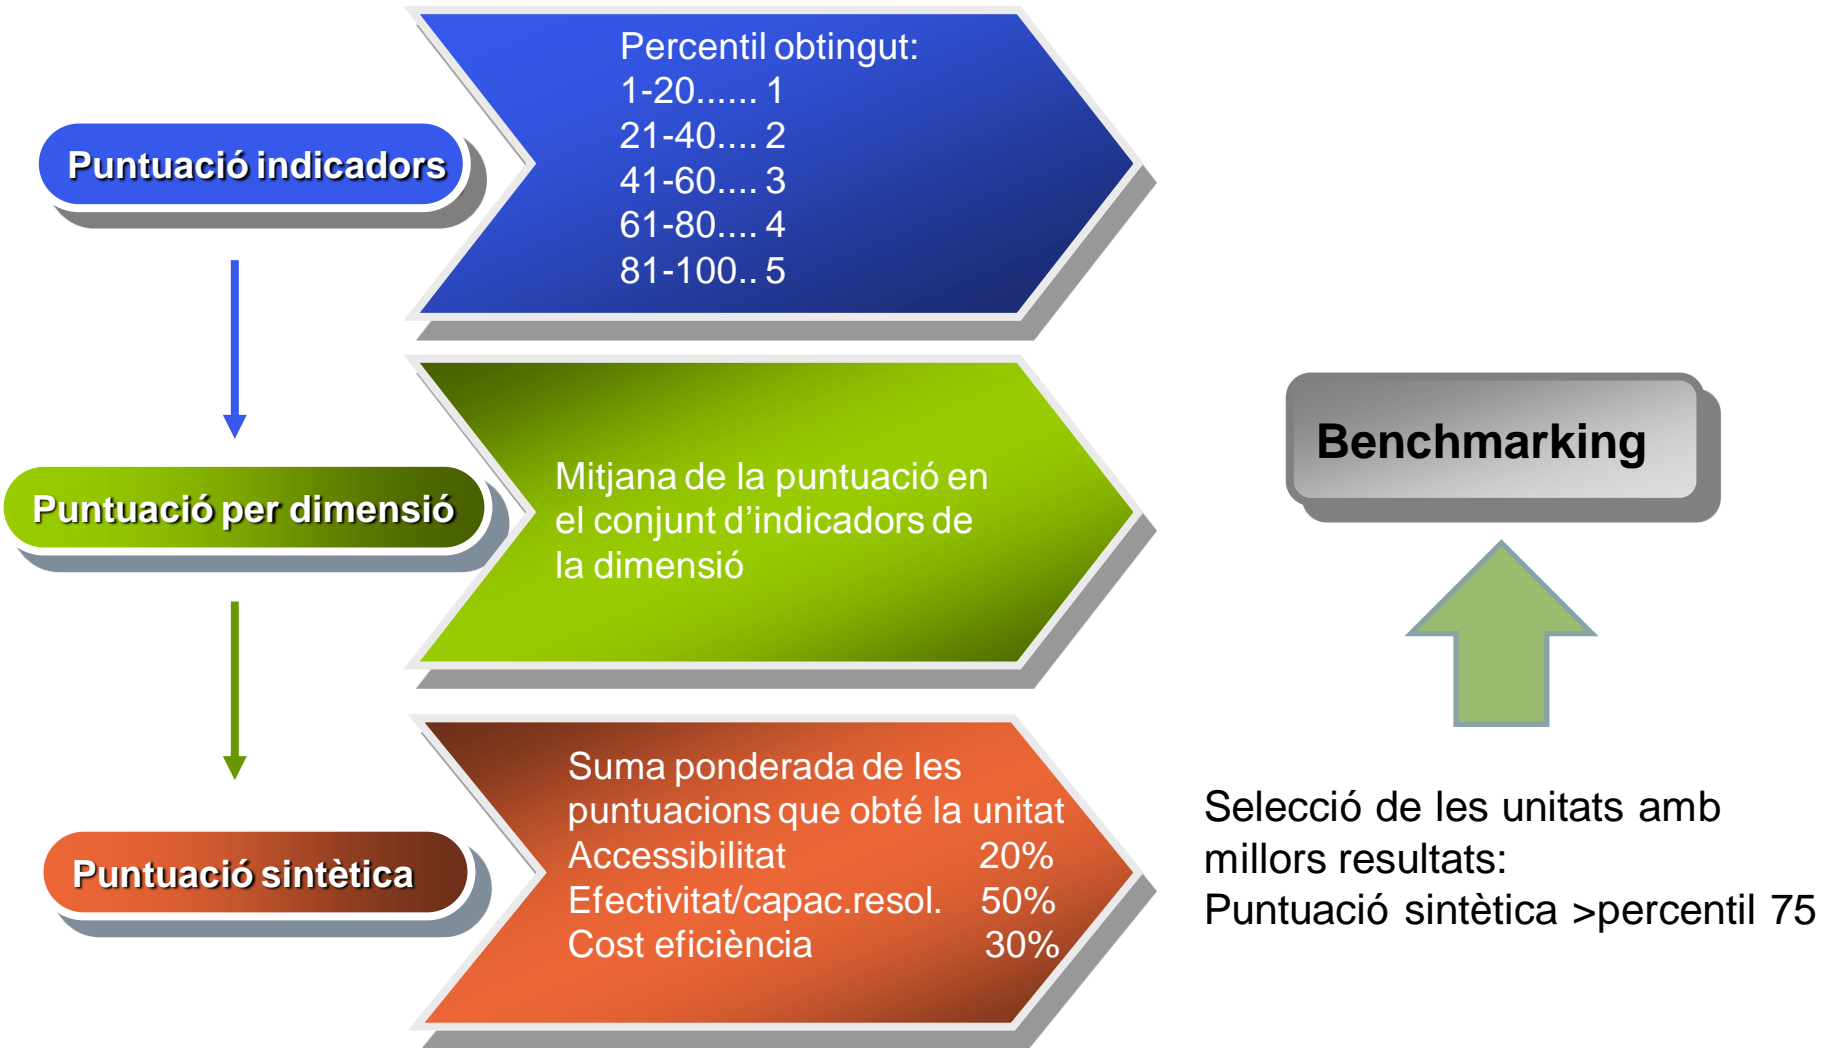 Puntuació indicadors
Percentil obtingut:
1-20...... 1
21-40.... 2
41-60.... 3
61-80.... 4
81-100.. 5
Puntuació per dimensió
Mitjana de la puntuació en
el conjunt d’indicadors de
la dimensió
Puntuació sintètica
Suma ponderada de les
puntuacions que obté la unitat
Accessibilitat 20%
Efectivitat/capac.resol. 50%
Cost eficiència 30%
Benchmarking
Selecció de les unitats amb
millors resultats:
Puntuació sintètica >percentil 75